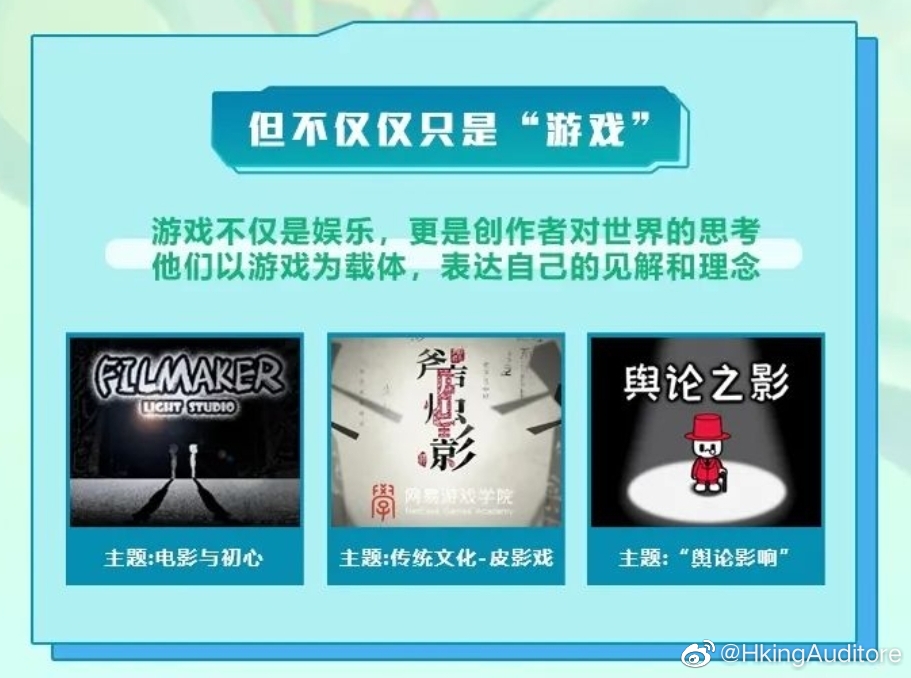 但不仅仅只是“游戏”
游戏不仅是娱乐，更是创作者对世界的思考
他们以游戏为载体，表达自己的见解和理念
FILMAKER
LIGHT STUDIO
主题:电影与初心
斧声烛影
网易游戏学院
NetEase Games Academy
主题:传统文化-皮影戏
舆论之影
主题:“舆论影响”
@HkingAuditore